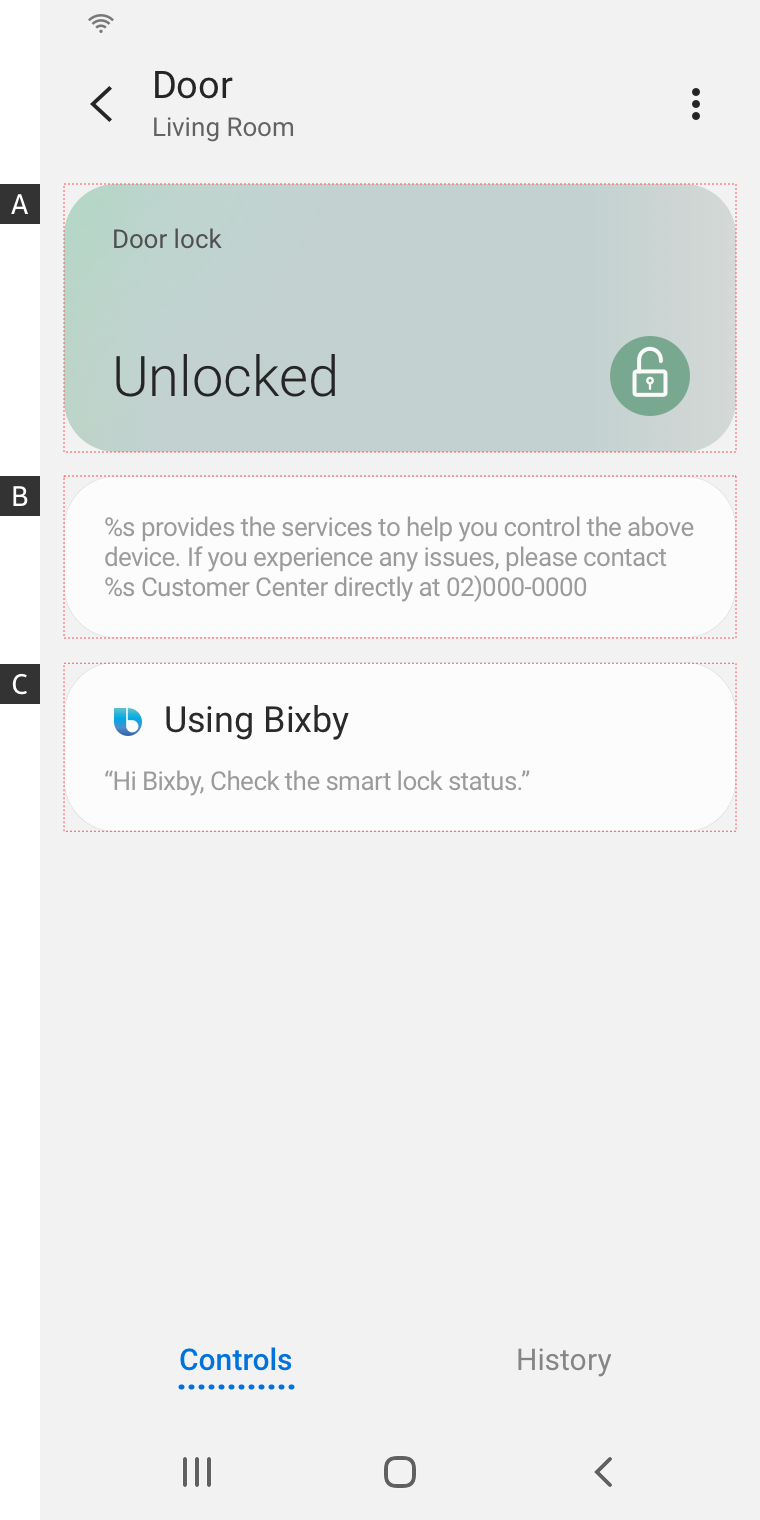 Door
Living Room
A
Door lock
Unlocked
B
%s provides the services to help you control the above
device. If you experience any issues, please contact
%s Customer Center directly at 02)000-0000
C
Using Bixby
“Hi Bixby, Check the smart lock status.”
Controls
History